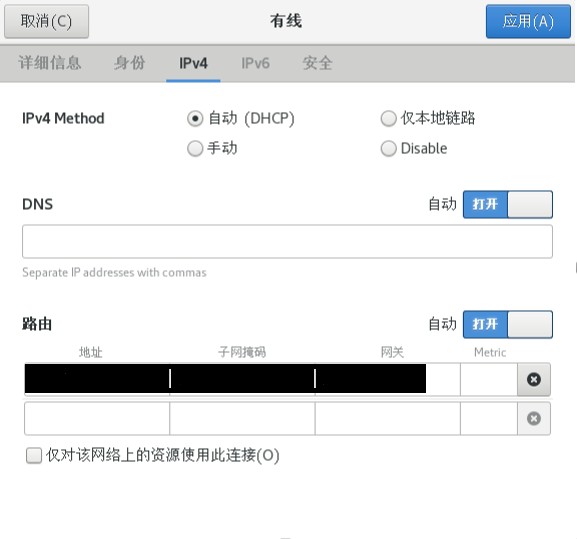 取消(C) 有线 应用(A)
详细信息 身份 IPv4 IPv6 安全
IPv4 Method 自动 (DHCP) 仅本地链路
手动 Disable
DNS 自动 打开
Separate IP addresses with commas
路由 自动 打开
地址 子网掩码 网关 Metric
仅对该网络上的资源使用此连接(O)